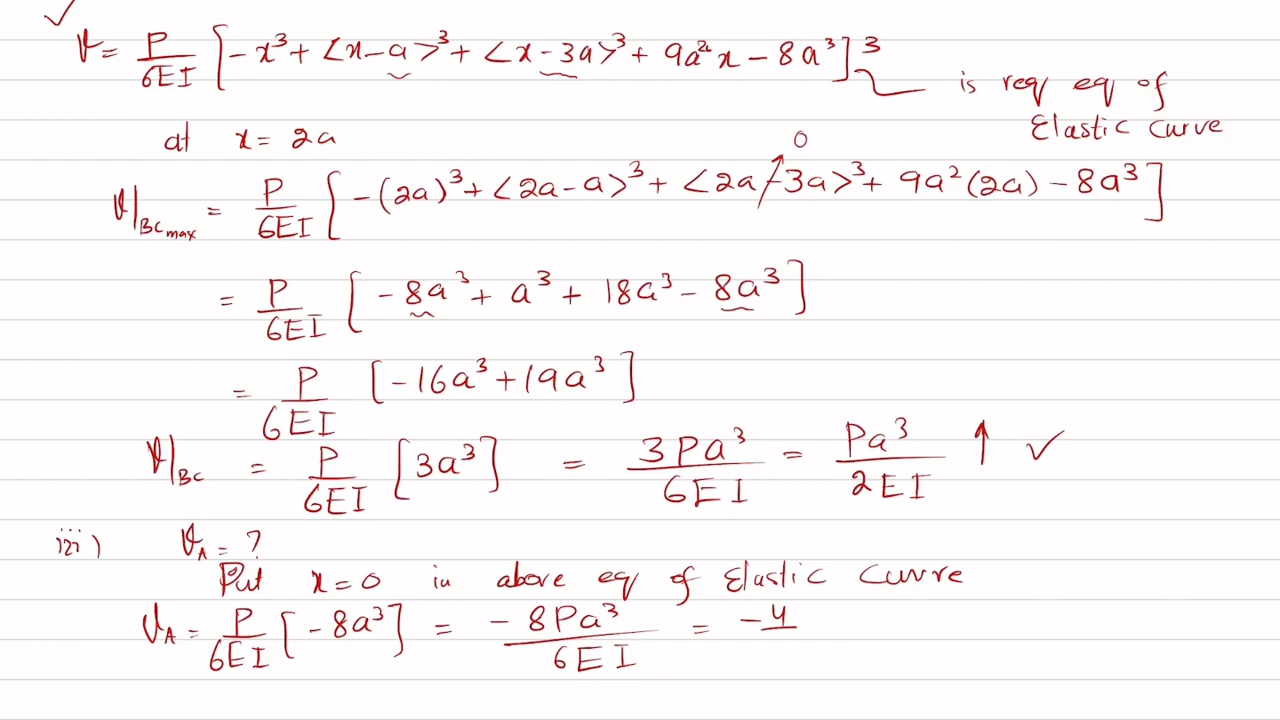 ✓
v = P/6EI [-x³ + <x-a>³ + <x-3a>³ + 9a²x - 8a³] 3
is req eq of
Elastic curve
at x = 2a
0
v|BC max = P/6EI [-(2a)³ + <2a-a>³ + <2a-3a>³ + 9a²(2a) - 8a³]
= P/6EI [-8a³ + a³ + 18a³ - 8a³]
= P/6EI [-16a³ + 19a³]
v|BC = P/6EI [3a³] = 3Pa³/6EI = Pa³/2EI ↑ ✓
iii) vA = ?
Put x=0 in above eq of Elastic Curve
vA = P/6EI [-8a³] = -8Pa³/6EI = -4